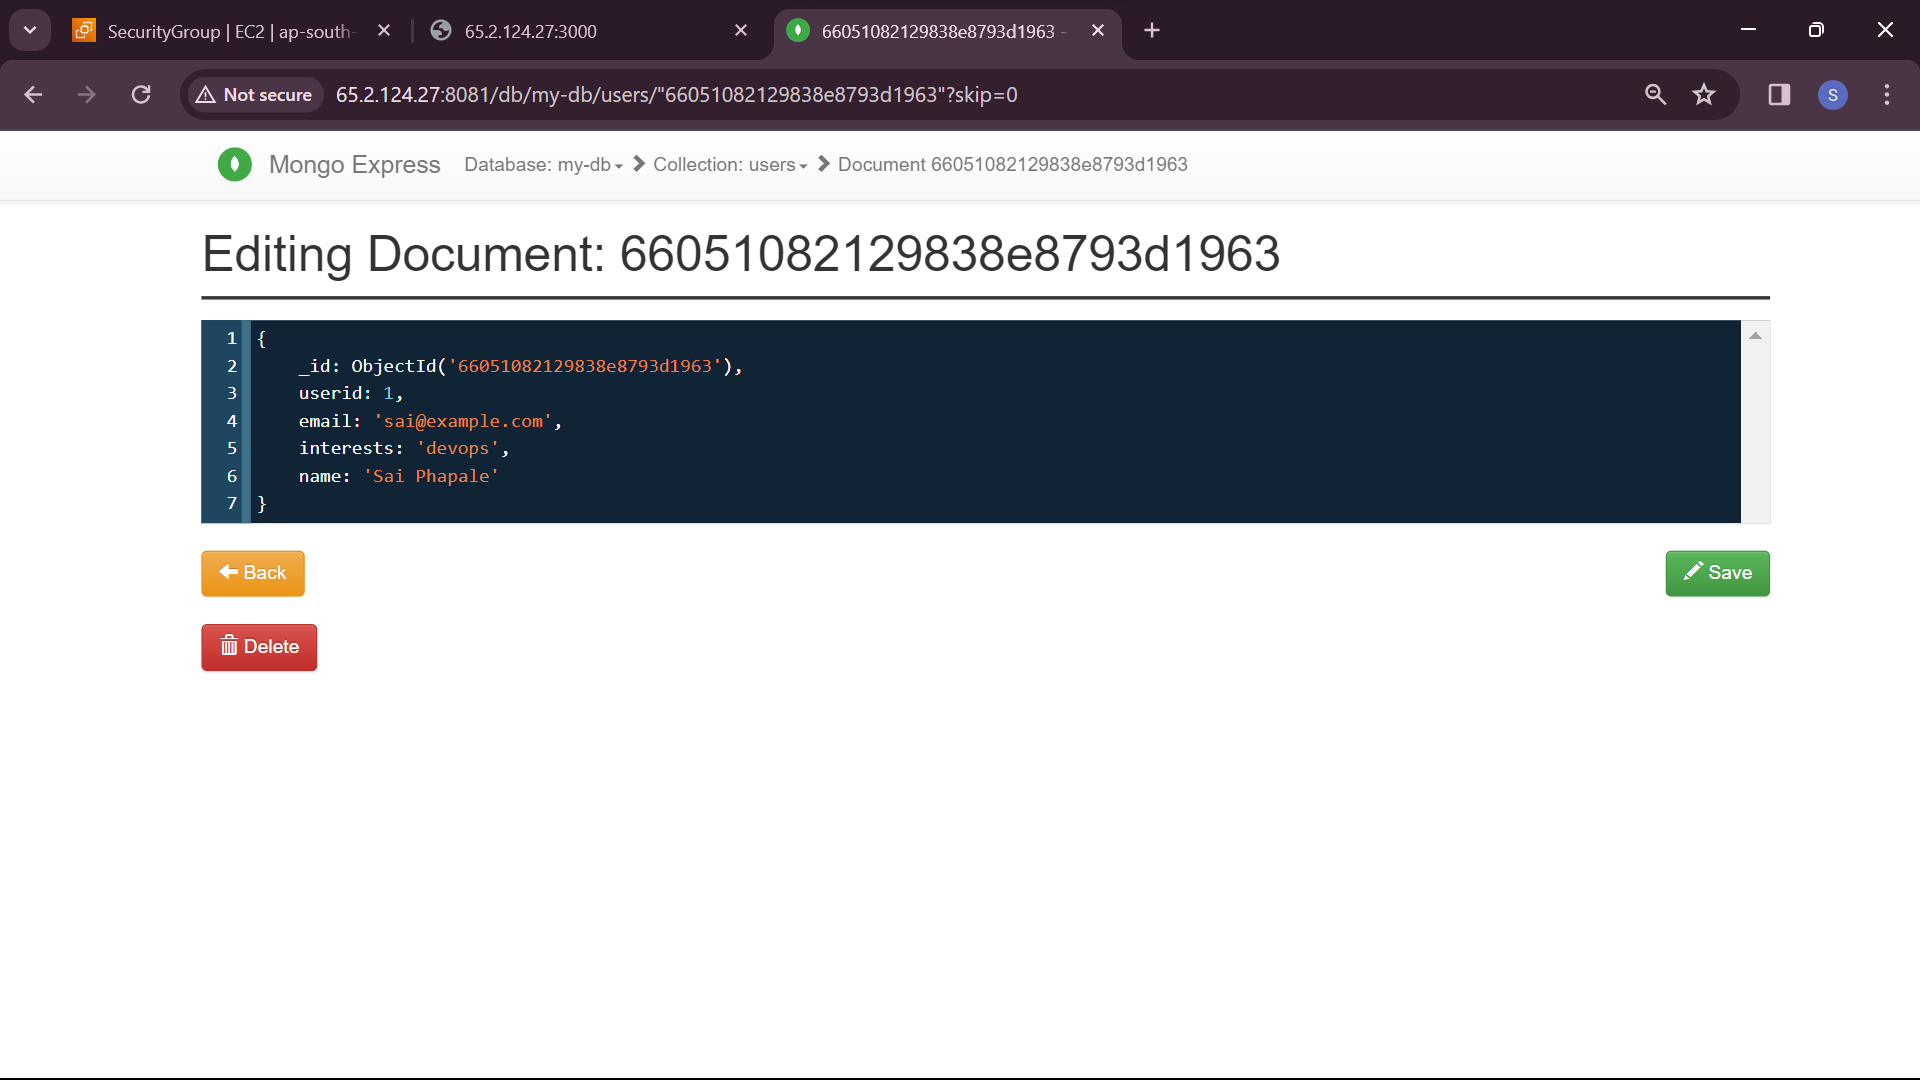 SecurityGroup | EC2 | ap-south-
65.2.124.27:3000
66051082129838e8793d1963 -
Not secure
65.2.124.27:8081/db/my-db/users/"66051082129838e8793d1963"?skip=0
S
Mongo Express
Database: my-db
Collection: users
Document 66051082129838e8793d1963
Editing Document: 66051082129838e8793d1963
1 {
2 _id: ObjectId('66051082129838e8793d1963'),
3 userid: 1,
4 email: 'sai@example.com',
5 interests: 'devops',
6 name: 'Sai Phapale'
7 }
Back
Save
Delete